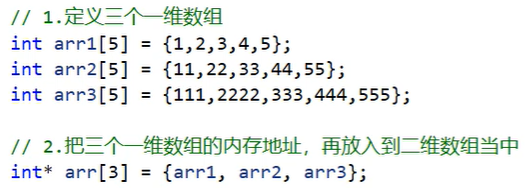 // 1.定义三个一维数组
int arr1[5] = {1,2,3,4,5};
int arr2[5] = {11,22,33,44,55};
int arr3[5] = {111,2222,333,444,555};
// 2.把三个一维数组的内存地址，再放入到二维数组当中
int* arr[3] = {arr1, arr2, arr3};